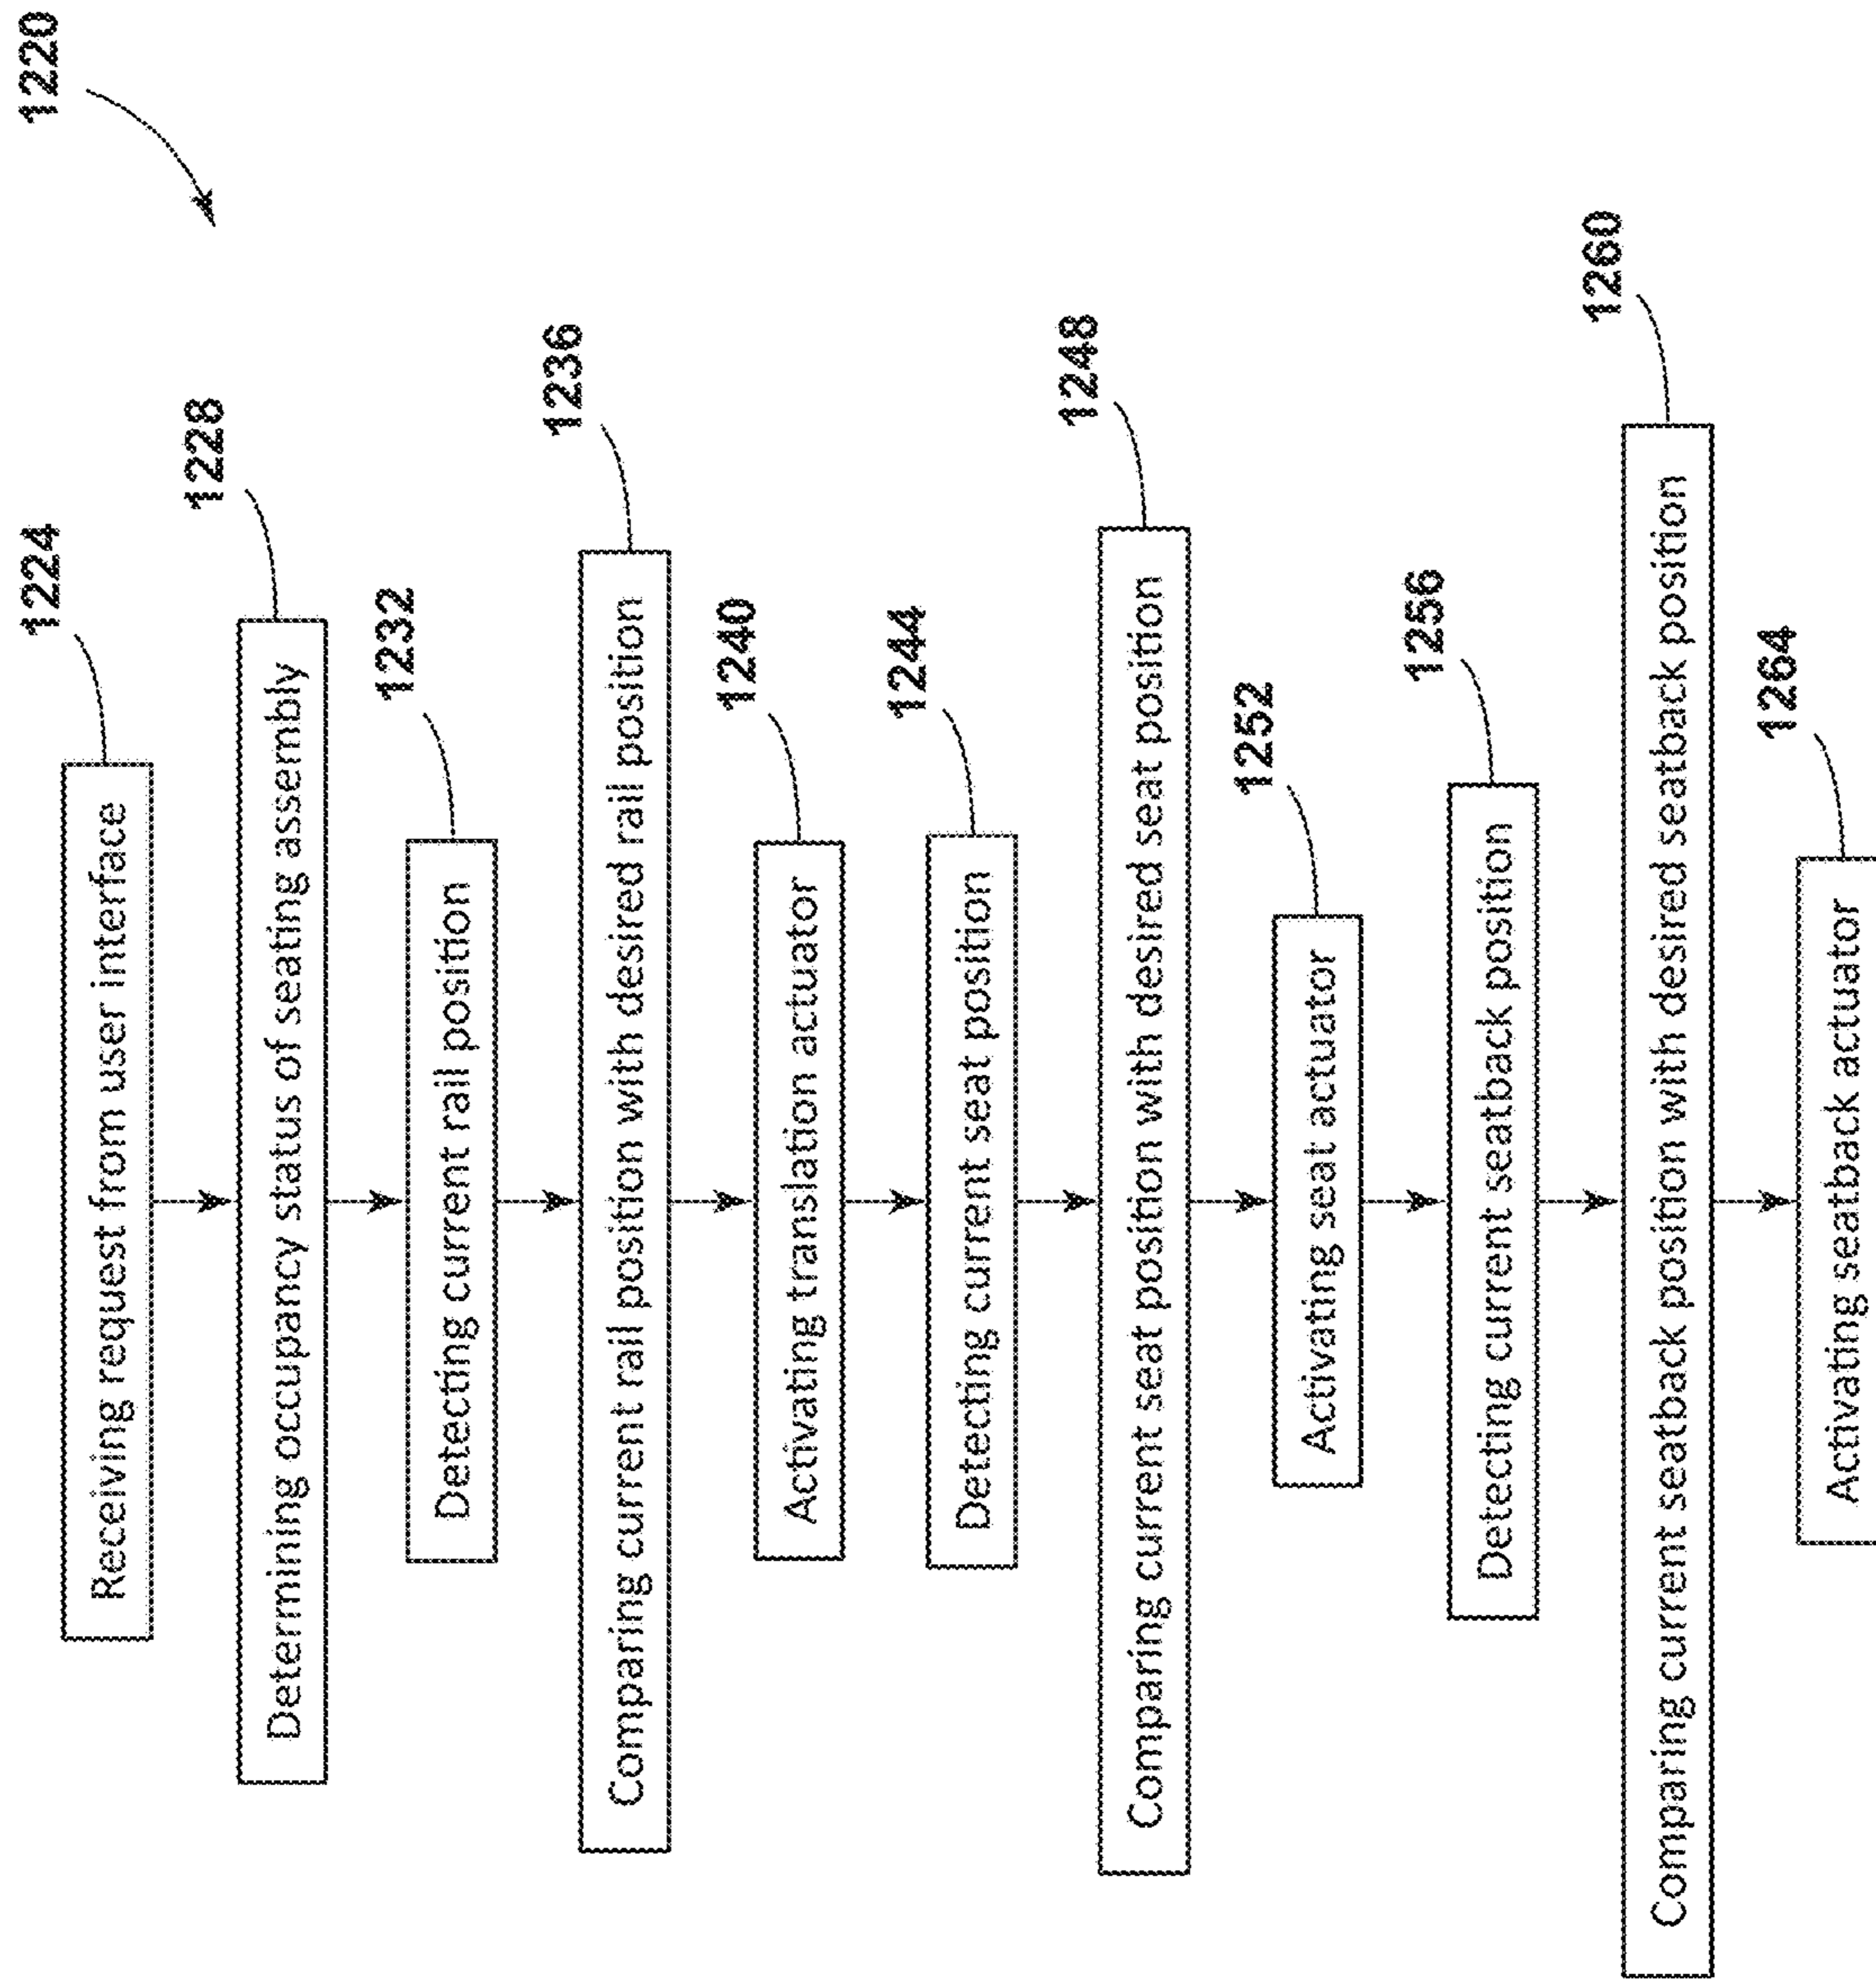 1220
1224
Receiving request from user interface
1228
Determining occupancy status of seating assembly
1232
Detecting current rail position
1236
Comparing current rail position with desired rail position
1240
Activating translation actuator
1244
Detecting current seat position
1248
Comparing current seat position with desired seat position
1252
Activating seat actuator
1256
Detecting current seatback position
1260
Comparing current seatback position with desired seatback position
1264
Activating seatback actuator